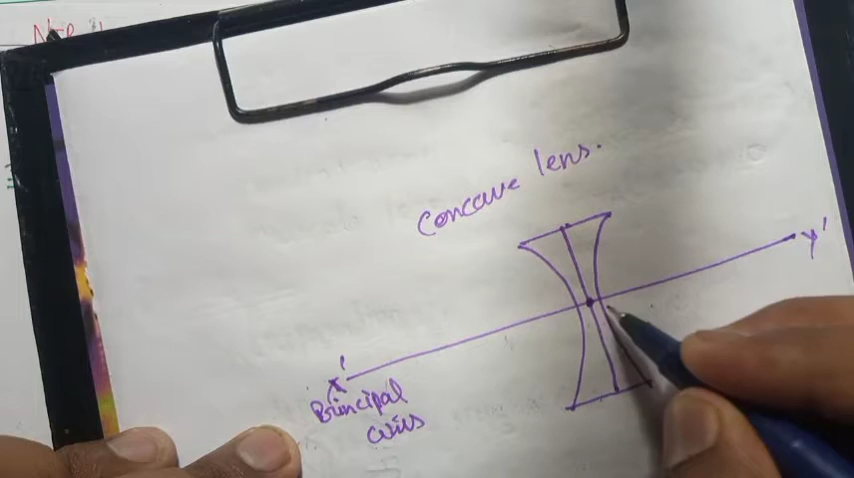 Concave lens.
Y'
X'
Principal
axis